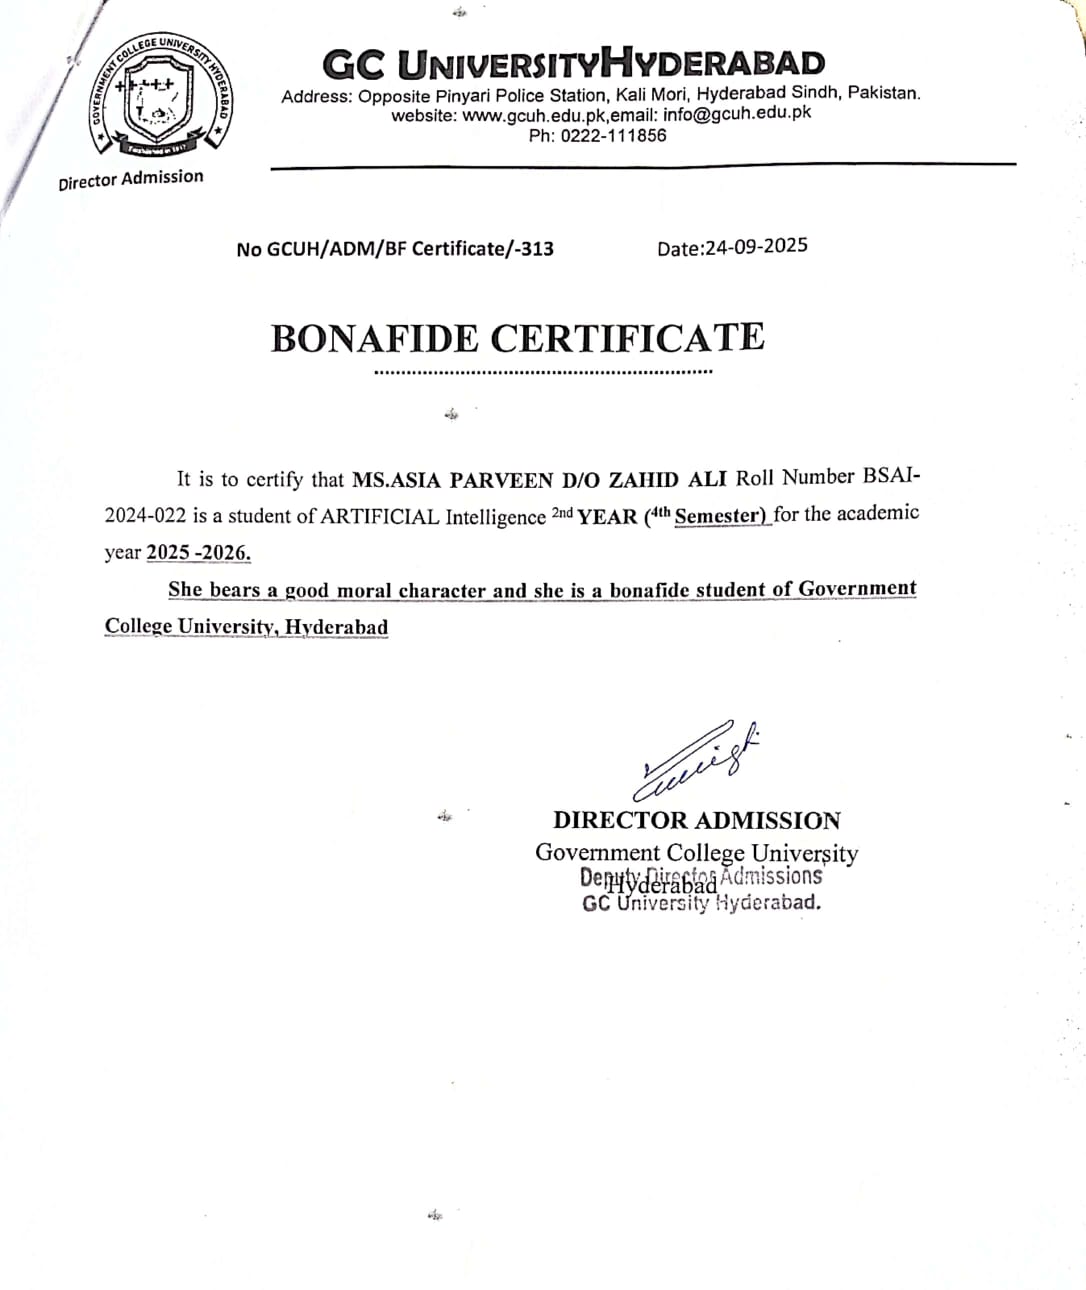 GOVERNMENT COLLEGE UNIVERSITY HYDERABAD
Established in 1917
Director Admission
GC UNIVERSITYHYDERABAD
Address: Opposite Pinyari Police Station, Kali Mori, Hyderabad Sindh, Pakistan.
website: www.gcuh.edu.pk,email: info@gcuh.edu.pk
Ph: 0222-111856
No GCUH/ADM/BF Certificate/-313 Date:24-09-2025
BONAFIDE CERTIFICATE
It is to certify that MS.ASIA PARVEEN D/O ZAHID ALI Roll Number BSAI-
2024-022 is a student of ARTIFICIAL Intelligence 2nd YEAR (4th Semester) for the academic
year 2025 -2026.
She bears a good moral character and she is a bonafide student of Government
College University, Hyderabad
DIRECTOR ADMISSION
Government College University
Hyderabad
Deputy Director Admissions
GC University Hyderabad.